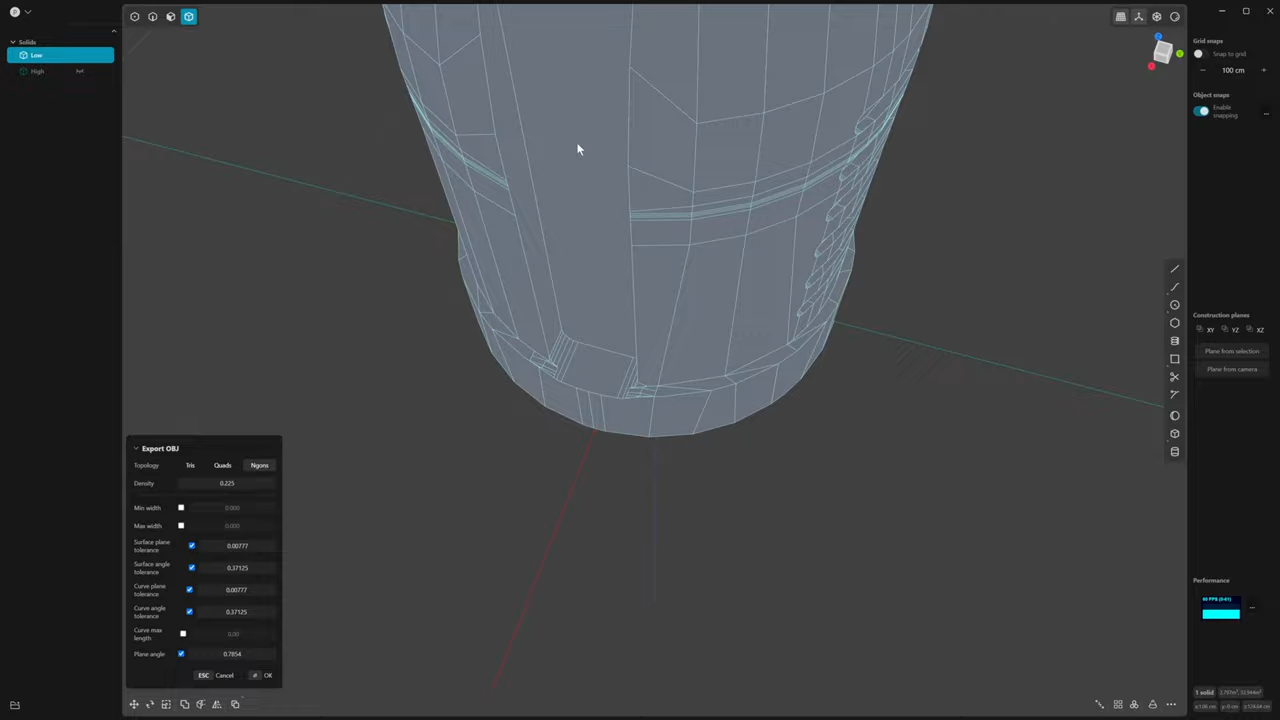 Solids
Low
High
Grid snaps
Snap to grid
100 cm
Object snaps
Enable
snapping
Construction planes
XY YZ XZ
Plane from selection
Plane from camera
Export OBJ
Topology Tris Quads Ngons
Density 0.225
Min width 0.000
Max width 0.000
Surface plane
tolerance 0.00777
Surface angle
tolerance 0.37125
Curve plane
tolerance 0.00777
Curve angle
tolerance 0.37125
Curve max
length 0.00
Plane angle 0.7854
ESC Cancel OK
Performance
1 solid